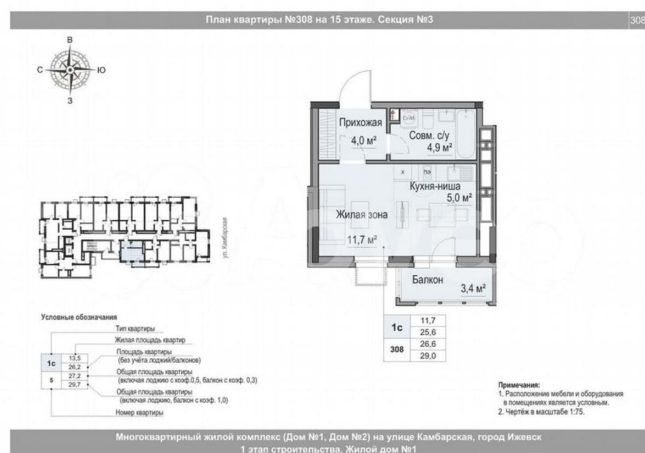 План квартиры №308 на 15 этаже. Секция №3
308
В
С
Ю
З
Прихожая
4,0 м²
Совм. с/у
4,9 м²
Кухня-ниша
5,0 м²
Жилая зона
11,7 м²
Балкон
3,4 м²
ул. Камбарская
1с
308
11,7
25,6
26,6
29,0
Условные обозначания
Тип квартиры
Жилая площадь квартир
Площадь квартиры
(без учёта лоджий/балконов)
Общая площадь квартиры
(включая лоджию с коэф.0,5, балкон с коэф. 0,3)
Общая площадь квартиры
(включая лоджию, балкон с коэф. 1,0)
Номер квартиры
1с
5
13,5
26,2
27,2
29,7
Примечания:
1. Расположение мебели и оборудования
в помещениях является условным.
2. Чертёж в масштабе 1:75.
Многоквартирный жилой комплекс (Дом №1, Дом №2) на улице Камбарская, город Ижевск
1 этап строительства. Жилой дом №1